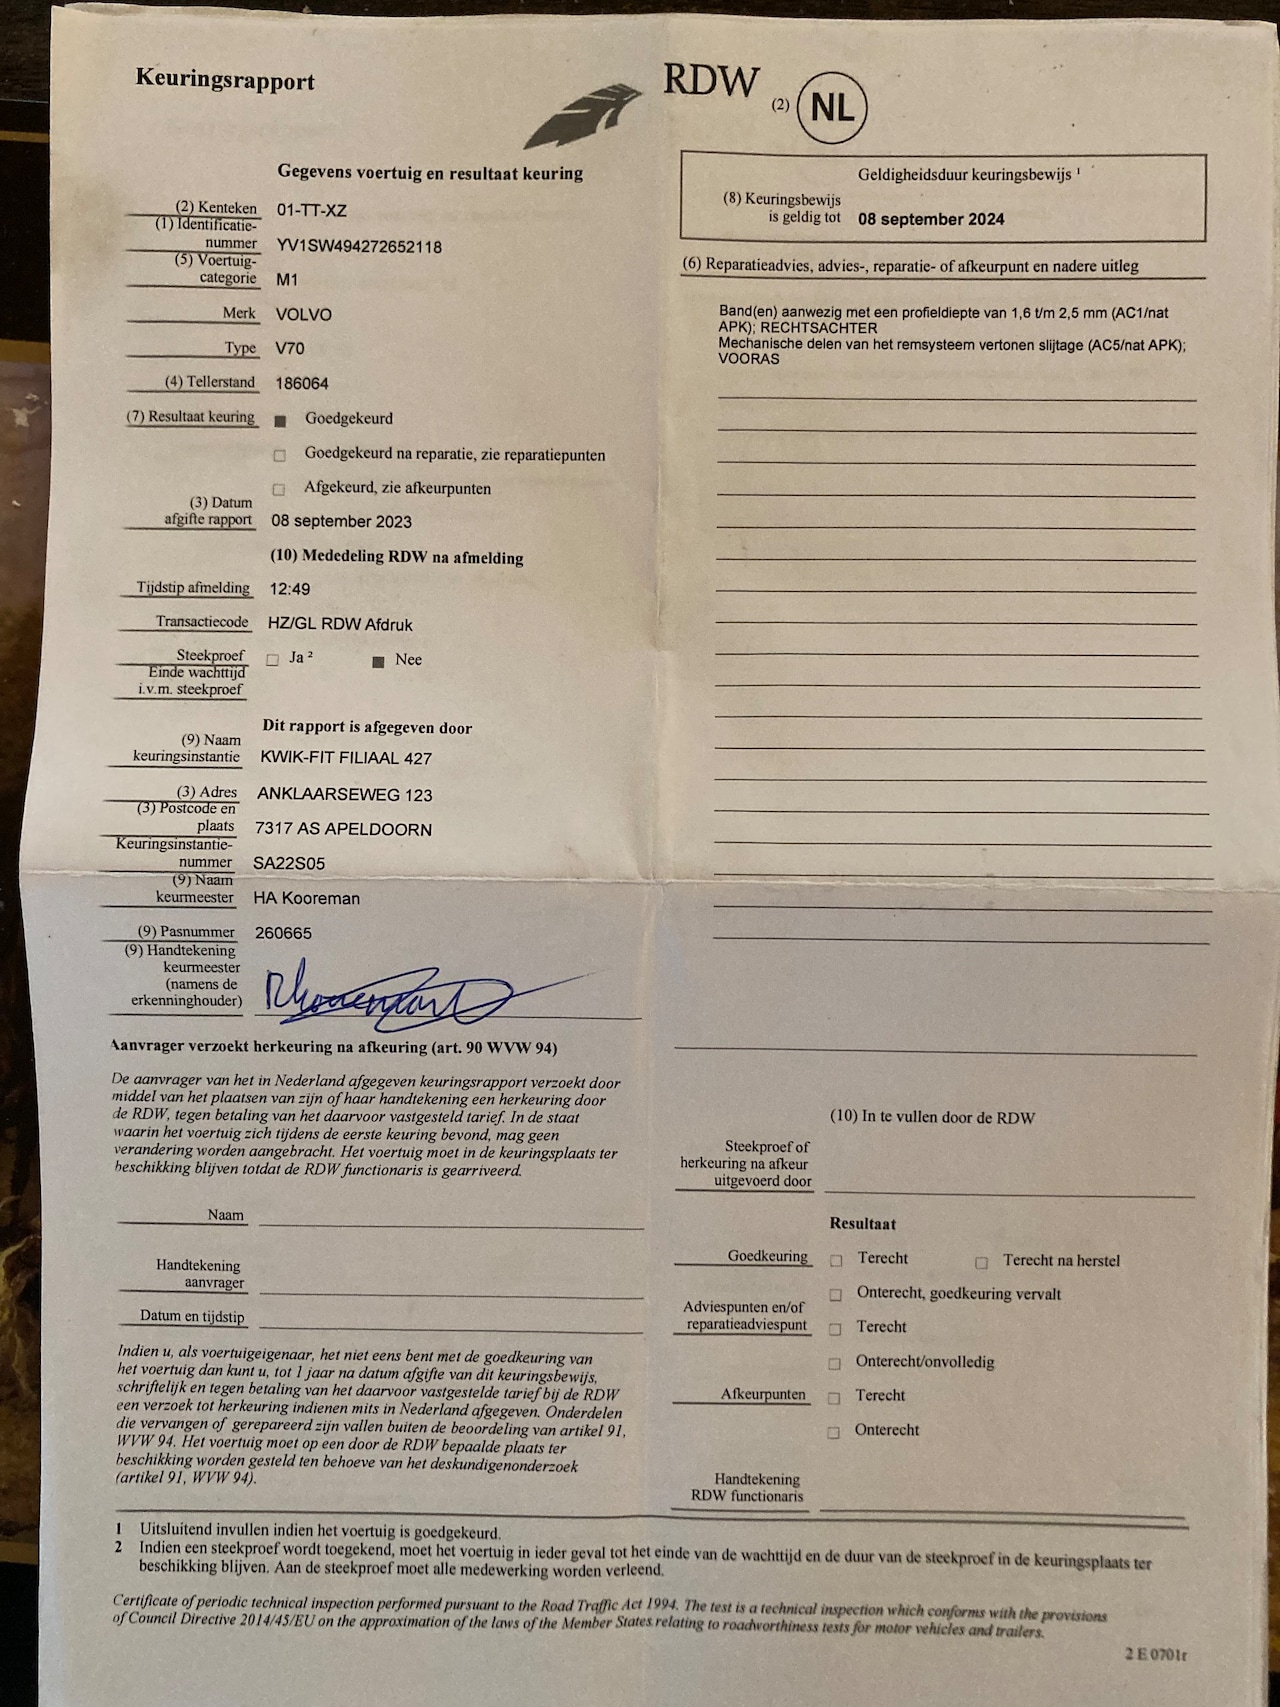 Keuringsrapport
RDW
(2) NL
Gegevens voertuig en resultaat keuring
(2) Kenteken 01-TT-XZ
(1) Identificatie-
nummer YV1SW494272652118
(5) Voertuig-
categorie M1
Merk VOLVO
Type V70
(4) Tellerstand 186064
(7) Resultaat keuring ■ Goedgekeurd
□ Goedgekeurd na reparatie, zie reparatiepunten
□ Afgekeurd, zie afkeurpunten
(3) Datum
afgifte rapport 08 september 2023
(10) Mededeling RDW na afmelding
Tijdstip afmelding 12:49
Transactiecode HZ/GL RDW Afdruk
Steekproef □ Ja ² ■ Nee
Einde wachttijd
i.v.m. steekproef
Dit rapport is afgegeven door
(9) Naam
keuringsinstantie KWIK-FIT FILIAAL 427
(3) Adres ANKLAARSEWEG 123
(3) Postcode en
plaats 7317 AS APELDOORN
Keuringsinstantie-
nummer SA22S05
(9) Naam
keurmeester HA Kooreman
(9) Pasnummer 260665
(9) Handtekening
keurmeester
(namens de
erkenninghouder)
Aanvrager verzoekt herkeuring na afkeuring (art. 90 WVW 94)
De aanvrager van het in Nederland afgegeven keuringsrapport verzoekt door
middel van het plaatsen van zijn of haar handtekening een herkeuring door
de RDW, tegen betaling van het daarvoor vastgesteld tarief. In de staat
waarin het voertuig zich tijdens de eerste keuring bevond, mag geen
verandering worden aangebracht. Het voertuig moet in de keuringsplaats ter
beschikking blijven totdat de RDW functionaris is gearriveerd.
Naam
Handtekening
aanvrager
Datum en tijdstip
Indien u, als voertuigeigenaar, het niet eens bent met de goedkeuring van
het voertuig dan kunt u, tot 1 jaar na datum afgifte van dit keuringsbewijs,
schriftelijk en tegen betaling van het daarvoor vastgestelde tarief bij de RDW
een verzoek tot herkeuring indienen mits in Nederland afgegeven. Onderdelen
die vervangen of gerepareerd zijn vallen buiten de beoordeling van artikel 91,
WVW 94. Het voertuig moet op een door de RDW bepaalde plaats ter
beschikking worden gesteld ten behoeve van het deskundigenonderzoek
(artikel 91, WVW 94).
Geldigheidsduur keuringsbewijs ¹
(8) Keuringsbewijs
is geldig tot 08 september 2024
(6) Reparatieadvies, advies-, reparatie- of afkeurpunt en nadere uitleg
Band(en) aanwezig met een profieldiepte van 1,6 t/m 2,5 mm (AC1/nat
APK); RECHTSACHTER
Mechanische delen van het remsysteem vertonen slijtage (AC5/nat APK);
VOORAS
(10) In te vullen door de RDW
Steekproef of
herkeuring na afkeur
uitgevoerd door
Resultaat
Goedkeuring □ Terecht □ Terecht na herstel
□ Onterecht, goedkeuring vervalt
Adviespunten en/of
reparatieadviespunt □ Terecht
□ Onterecht/onvolledig
Afkeurpunten □ Terecht
□ Onterecht
Handtekening
RDW functionaris
1 Uitsluitend invullen indien het voertuig is goedgekeurd.
2 Indien een steekproef wordt toegekend, moet het voertuig in ieder geval tot het einde van de wachttijd en de duur van de steekproef in de keuringsplaats ter
beschikking blijven. Aan de steekproef moet alle medewerking worden verleend.
Certificate of periodic technical inspection performed pursuant to the Road Traffic Act 1994. The test is a technical inspection which conforms with the provisions
of Council Directive 2014/45/EU on the approximation of the laws of the Member States relating to roadworthiness tests for motor vehicles and trailers.
2 E 0701r